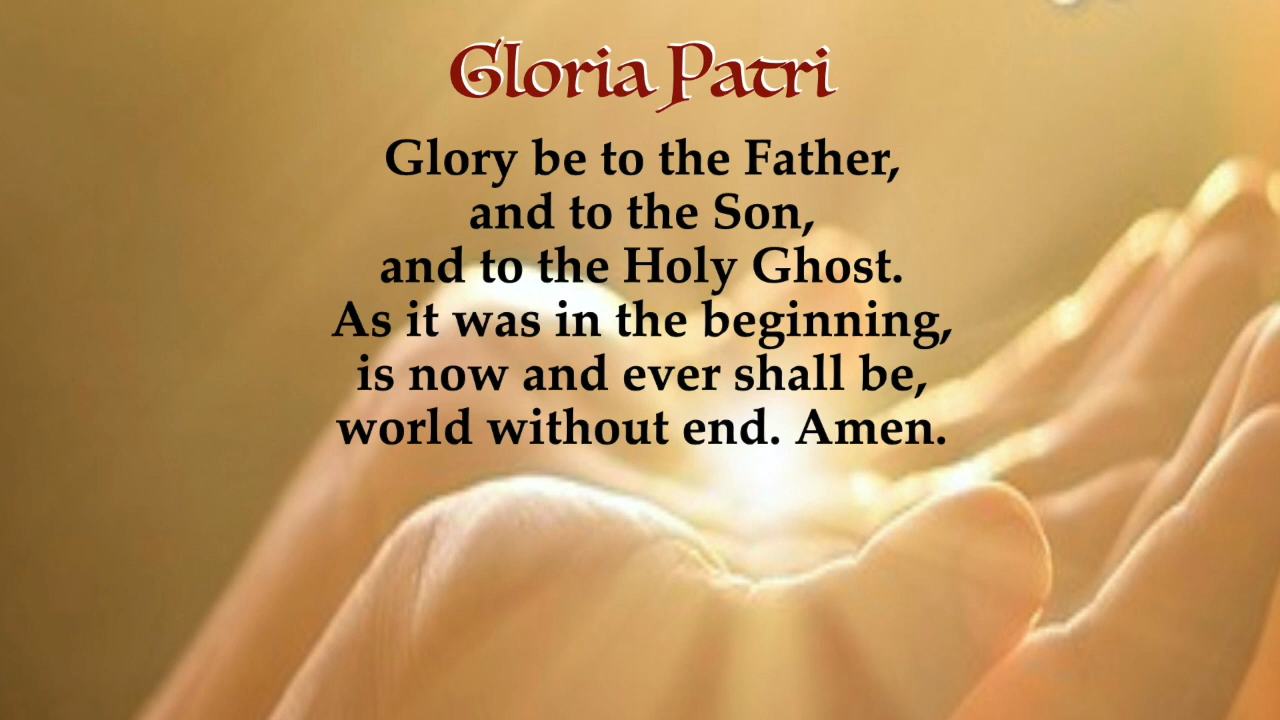 Gloria Patri
Glory be to the Father,
and to the Son,
and to the Holy Ghost.
As it was in the beginning,
is now and ever shall be,
world without end. Amen.